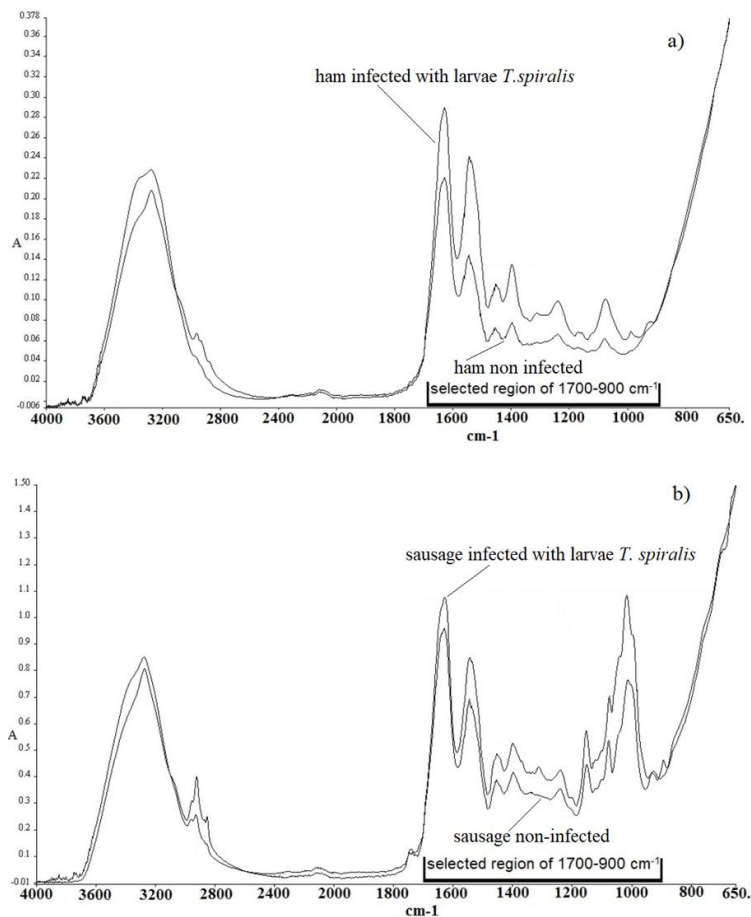 a)
0.378
0.36
0.34
0.32
0.30
0.28
0.26
0.24
0.22
0.20
0.18
0.16
0.14
0.12
0.10
0.08
0.06
0.04
0.02
-0.006
A
ham infected with larvae T.spiralis
ham non infected
selected region of 1700-900 cm-1
4000 3600 3200 2800 2400 2000 1600 1400 1200 1000 800 650.
cm-1
b)
1.50
1.4
1.3
1.2
1.1
1.0
0.9
0.8
0.7
0.6
0.5
0.4
0.3
0.2
0.1
-0.01
A
sausage infected with larvae T. spiralis
sausage non-infected
selected region of 1700-900 cm-1
4000 3600 3200 2800 2400 2000 1600 1400 1200 1000 800 650.
cm-1